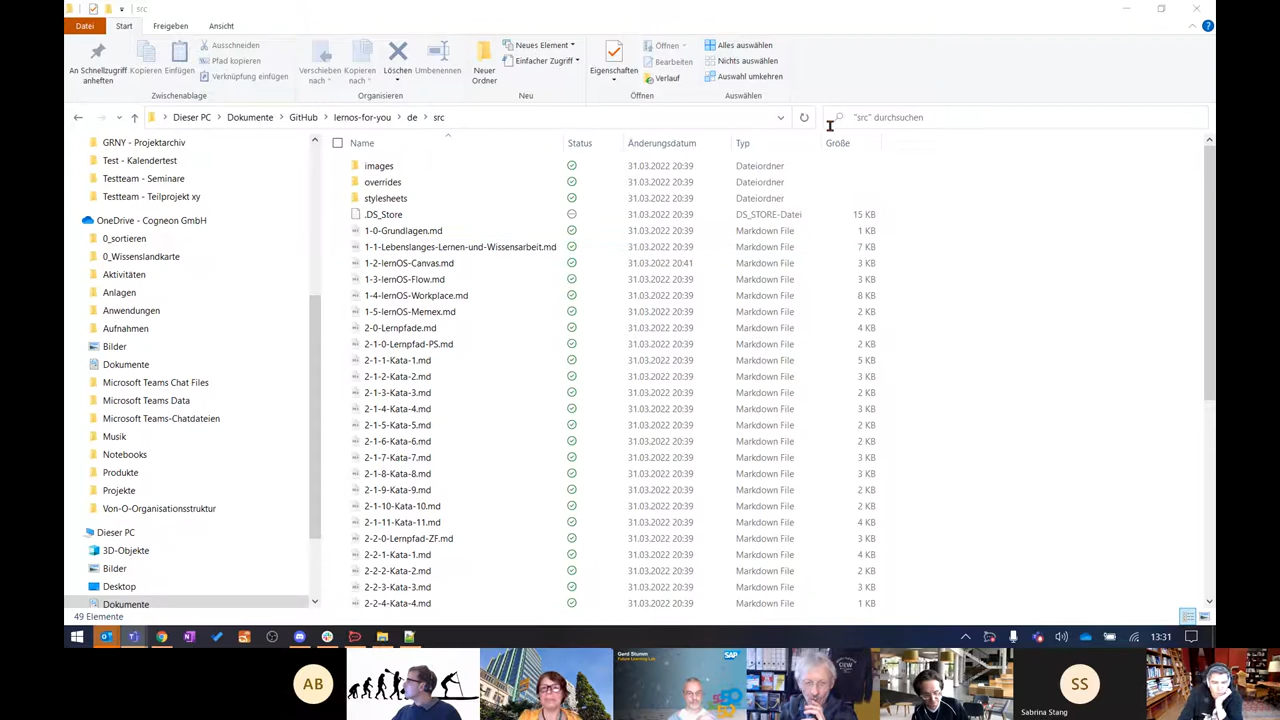 src
Datei Start Freigeben Ansicht
An Schnellzugriff anheften
Kopieren
Einfügen
Ausschneiden
Pfad kopieren
Verknüpfung einfügen
Verschieben nach
Kopieren nach
Löschen
Umbenennen
Neuer Ordner
Neues Element
Einfacher Zugriff
Eigenschaften
Öffnen
Bearbeiten
Verlauf
Alles auswählen
Nichts auswählen
Auswahl umkehren
Zwischenablage Organisieren Neu Öffnen Auswählen
Dieser PC > Dokumente > GitHub > lernos-for-you > de > src
"src" durchsuchen
GRNY - Projektarchiv
Test - Kalendertest
Testteam - Seminare
Testteam - Teilprojekt xy
OneDrive - Cogneon GmbH
0_sortieren
0_Wissenslandkarte
Aktivitäten
Anlagen
Anwendungen
Aufnahmen
Bilder
Dokumente
Microsoft Teams Chat Files
Microsoft Teams Data
Microsoft Teams-Chatdateien
Musik
Notebooks
Produkte
Projekte
Von-O-Organisationsstruktur
Dieser PC
3D-Objekte
Bilder
Desktop
Dokumente
Name Status Änderungsdatum Typ Größe
images 31.03.2022 20:39 Dateiordner
overrides 31.03.2022 20:39 Dateiordner
stylesheets 31.03.2022 20:39 Dateiordner
.DS_Store 31.03.2022 20:39 DS_STORE-Datei 15 KB
1-0-Grundlagen.md 31.03.2022 20:39 Markdown File 1 KB
1-1-Lebenslanges-Lernen-und-Wissensarbeit.md 31.03.2022 20:39 Markdown File 7 KB
1-2-lernOS-Canvas.md 31.03.2022 20:41 Markdown File 3 KB
1-3-lernOS-Flow.md 31.03.2022 20:39 Markdown File 3 KB
1-4-lernOS-Workplace.md 31.03.2022 20:39 Markdown File 8 KB
1-5-lernOS-Memex.md 31.03.2022 20:39 Markdown File 2 KB
2-0-Lernpfade.md 31.03.2022 20:39 Markdown File 4 KB
2-1-0-Lernpfad-PS.md 31.03.2022 20:39 Markdown File 2 KB
2-1-1-Kata-1.md 31.03.2022 20:39 Markdown File 5 KB
2-1-2-Kata-2.md 31.03.2022 20:39 Markdown File 3 KB
2-1-3-Kata-3.md 31.03.2022 20:39 Markdown File 2 KB
2-1-4-Kata-4.md 31.03.2022 20:39 Markdown File 3 KB
2-1-5-Kata-5.md 31.03.2022 20:39 Markdown File 2 KB
2-1-6-Kata-6.md 31.03.2022 20:39 Markdown File 2 KB
2-1-7-Kata-7.md 31.03.2022 20:39 Markdown File 3 KB
2-1-8-Kata-8.md 31.03.2022 20:39 Markdown File 2 KB
2-1-9-Kata-9.md 31.03.2022 20:39 Markdown File 2 KB
2-1-10-Kata-10.md 31.03.2022 20:39 Markdown File 2 KB
2-1-11-Kata-11.md 31.03.2022 20:39 Markdown File 4 KB
2-2-0-Lernpfad-ZF.md 31.03.2022 20:39 Markdown File 3 KB
2-2-1-Kata-1.md 31.03.2022 20:39 Markdown File 4 KB
2-2-2-Kata-2.md 31.03.2022 20:39 Markdown File 2 KB
2-2-3-Kata-3.md 31.03.2022 20:39 Markdown File 3 KB
2-2-4-Kata-4.md 31.03.2022 20:39 Markdown File 1 KB
49 Elemente
13:31
AB
Gerd Stumm
Future Learning Lab
SAP
SS
Sabrina Stang